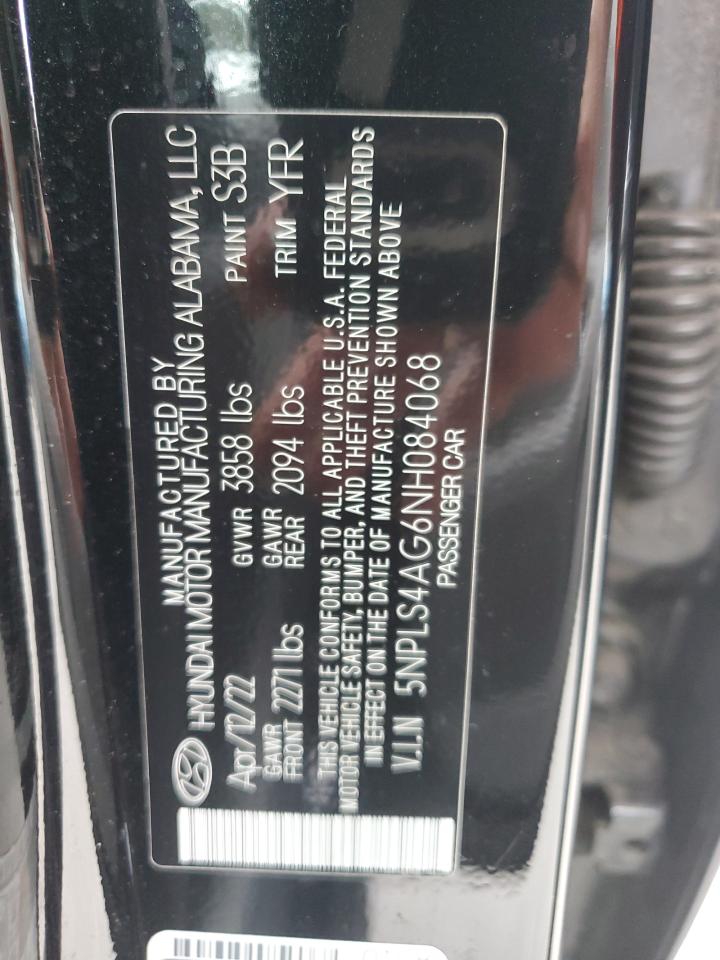 MANUFACTURED BY
HYUNDAI MOTOR MANUFACTURING ALABAMA, LLC
Apr/12/22 GVWR 3858 lbs PAINT S3B
GAWR FRONT 2271 lbs GAWR REAR 2094 lbs TRIM YFR
THIS VEHICLE CONFORMS TO ALL APPLICABLE U.S.A. FEDERAL
MOTOR VEHICLE SAFETY, BUMPER, AND THEFT PREVENTION STANDARDS
IN EFFECT ON THE DATE OF MANUFACTURE SHOWN ABOVE
V.I.N 5NPLS4AG6NH084068
PASSENGER CAR